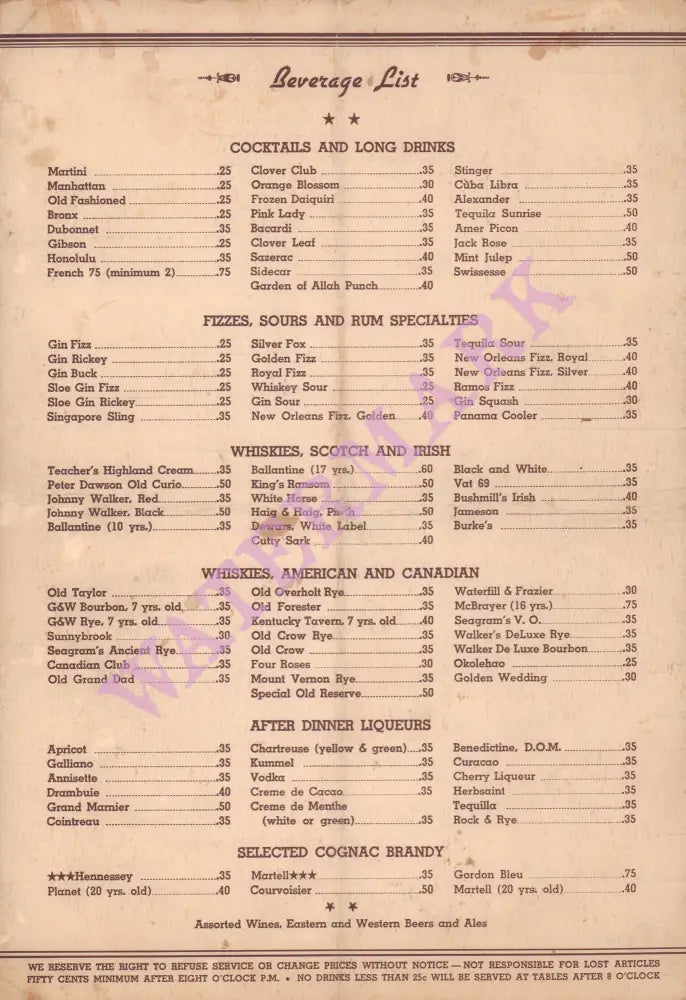 Beverage List
COCKTAILS AND LONG DRINKS
Martini .25
Manhattan .25
Old Fashioned .25
Bronx .25
Dubonnet .35
Gibson .25
Honolulu .35
French 75 (minimum 2) .75
Clover Club .35
Orange Blossom .30
Frozen Daiquiri .40
Pink Lady .35
Bacardi .35
Clover Leaf .35
Sazerac .40
Sidecar .35
Garden of Allah Punch .40
Stinger .35
Cuba Libra .35
Alexander .35
Tequila Sunrise .50
Amer Picon .40
Jack Rose .35
Mint Julep .50
Swissesse .50
FIZZES, SOURS AND RUM SPECIALTIES
Gin Fizz .25
Gin Rickey .25
Gin Buck .25
Sloe Gin Fizz .25
Sloe Gin Rickey .25
Singapore Sling .35
Silver Fox .35
Golden Fizz .35
Royal Fizz .35
Whiskey Sour .25
Gin Sour .25
New Orleans Fizz, Golden .40
Tequila Sour .35
New Orleans Fizz, Royal .40
New Orleans Fizz, Silver .40
Ramos Fizz .40
Gin Squash .30
Panama Cooler .35
WHISKIES, SCOTCH AND IRISH
Teacher's Highland Cream .35
Peter Dawson Old Curio .50
Johnny Walker, Red .35
Johnny Walker, Black .50
Ballantine (10 yrs.) .35
Ballantine (17 yrs.) .60
King's Ransom .50
White Horse .35
Haig & Haig, Pinch .50
Dewars, White Label .35
Cutty Sark .40
Black and White .35
Vat 69 .35
Bushmill's Irish .40
Jameson .35
Burke's .35
WHISKIES, AMERICAN AND CANADIAN
Old Taylor .35
G&W Bourbon, 7 yrs. old .35
G&W Rye, 7 yrs. old .35
Sunnybrook .30
Seagram's Ancient Rye .35
Canadian Club .35
Old Grand Dad .35
Old Overholt Rye .35
Old Forester .35
Kentucky Tavern, 7 yrs. old .40
Old Crow Rye .35
Old Crow .35
Four Roses .30
Mount Vernon Rye .35
Special Old Reserve .50
Waterfill & Frazier .30
McBrayer (16 yrs.) .75
Seagram's V. O. .35
Walker's DeLuxe Rye .35
Walker De Luxe Bourbon .35
Okolehao .25
Golden Wedding .30
AFTER DINNER LIQUEURS
Apricot .35
Galliano .35
Annisette .35
Drambuie .40
Grand Marnier .50
Cointreau .35
Chartreuse (yellow & green) .35
Kummel .35
Vodka .35
Creme de Cacao .35
Creme de Menthe
(white or green) .35
Benedictine, D.O.M. .35
Curacao .35
Cherry Liqueur .35
Herbsaint .35
Tequilla .35
Rock & Rye .35
SELECTED COGNAC BRANDY
★★★Hennessey .35
Planet (20 yrs. old) .40
Martell★★★ .35
Courvoisier .50
Gordon Bleu .75
Martell (20 yrs. old) .40
Assorted Wines, Eastern and Western Beers and Ales
WE RESERVE THE RIGHT TO REFUSE SERVICE OR CHANGE PRICES WITHOUT NOTICE — NOT RESPONSIBLE FOR LOST ARTICLES
FIFTY CENTS MINIMUM AFTER EIGHT O'CLOCK P.M. • NO DRINKS LESS THAN 25c WILL BE SERVED AT TABLES AFTER 8 O'CLOCK
WATERMARK